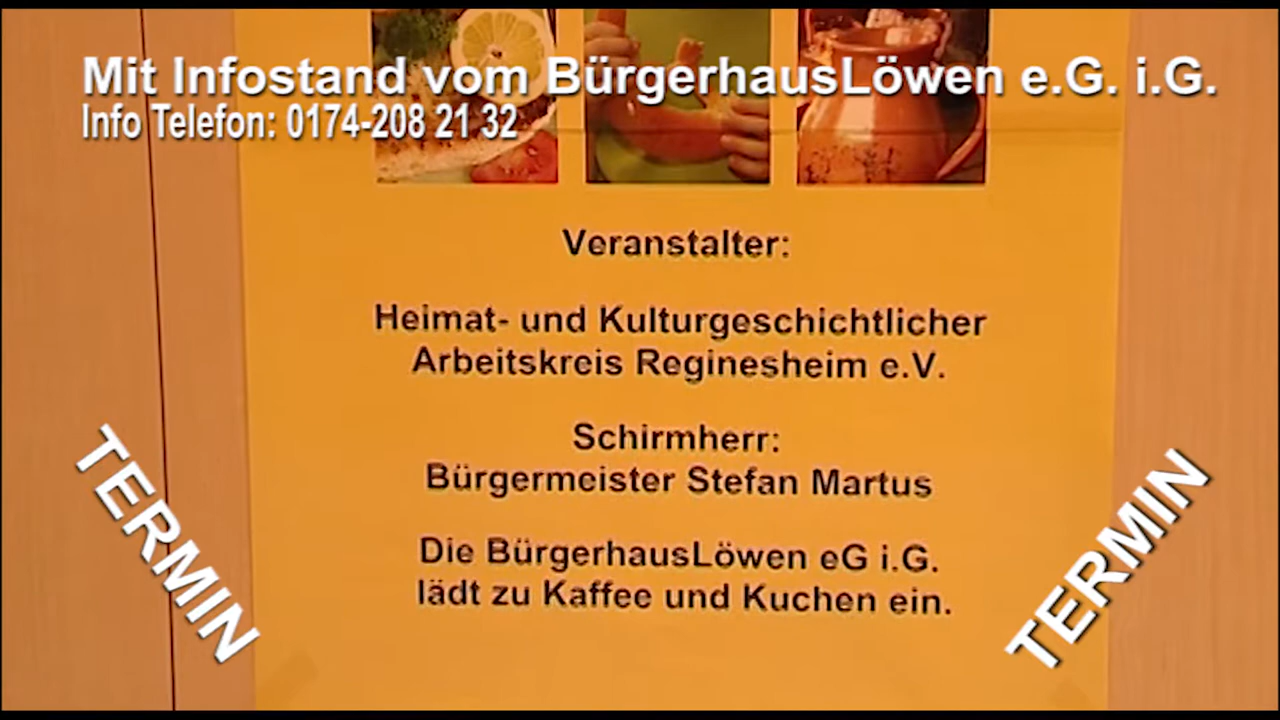 Mit Infostand vom BürgerhausLöwen e.G. i.G.
Info Telefon: 0174-208 21 32
Veranstalter:
Heimat- und Kulturgeschichtlicher
Arbeitskreis Reginesheim e.V.
Schirmherr:
Bürgermeister Stefan Martus
Die BürgerhausLöwen eG i.G.
lädt zu Kaffee und Kuchen ein.
TERMIN
TERMIN